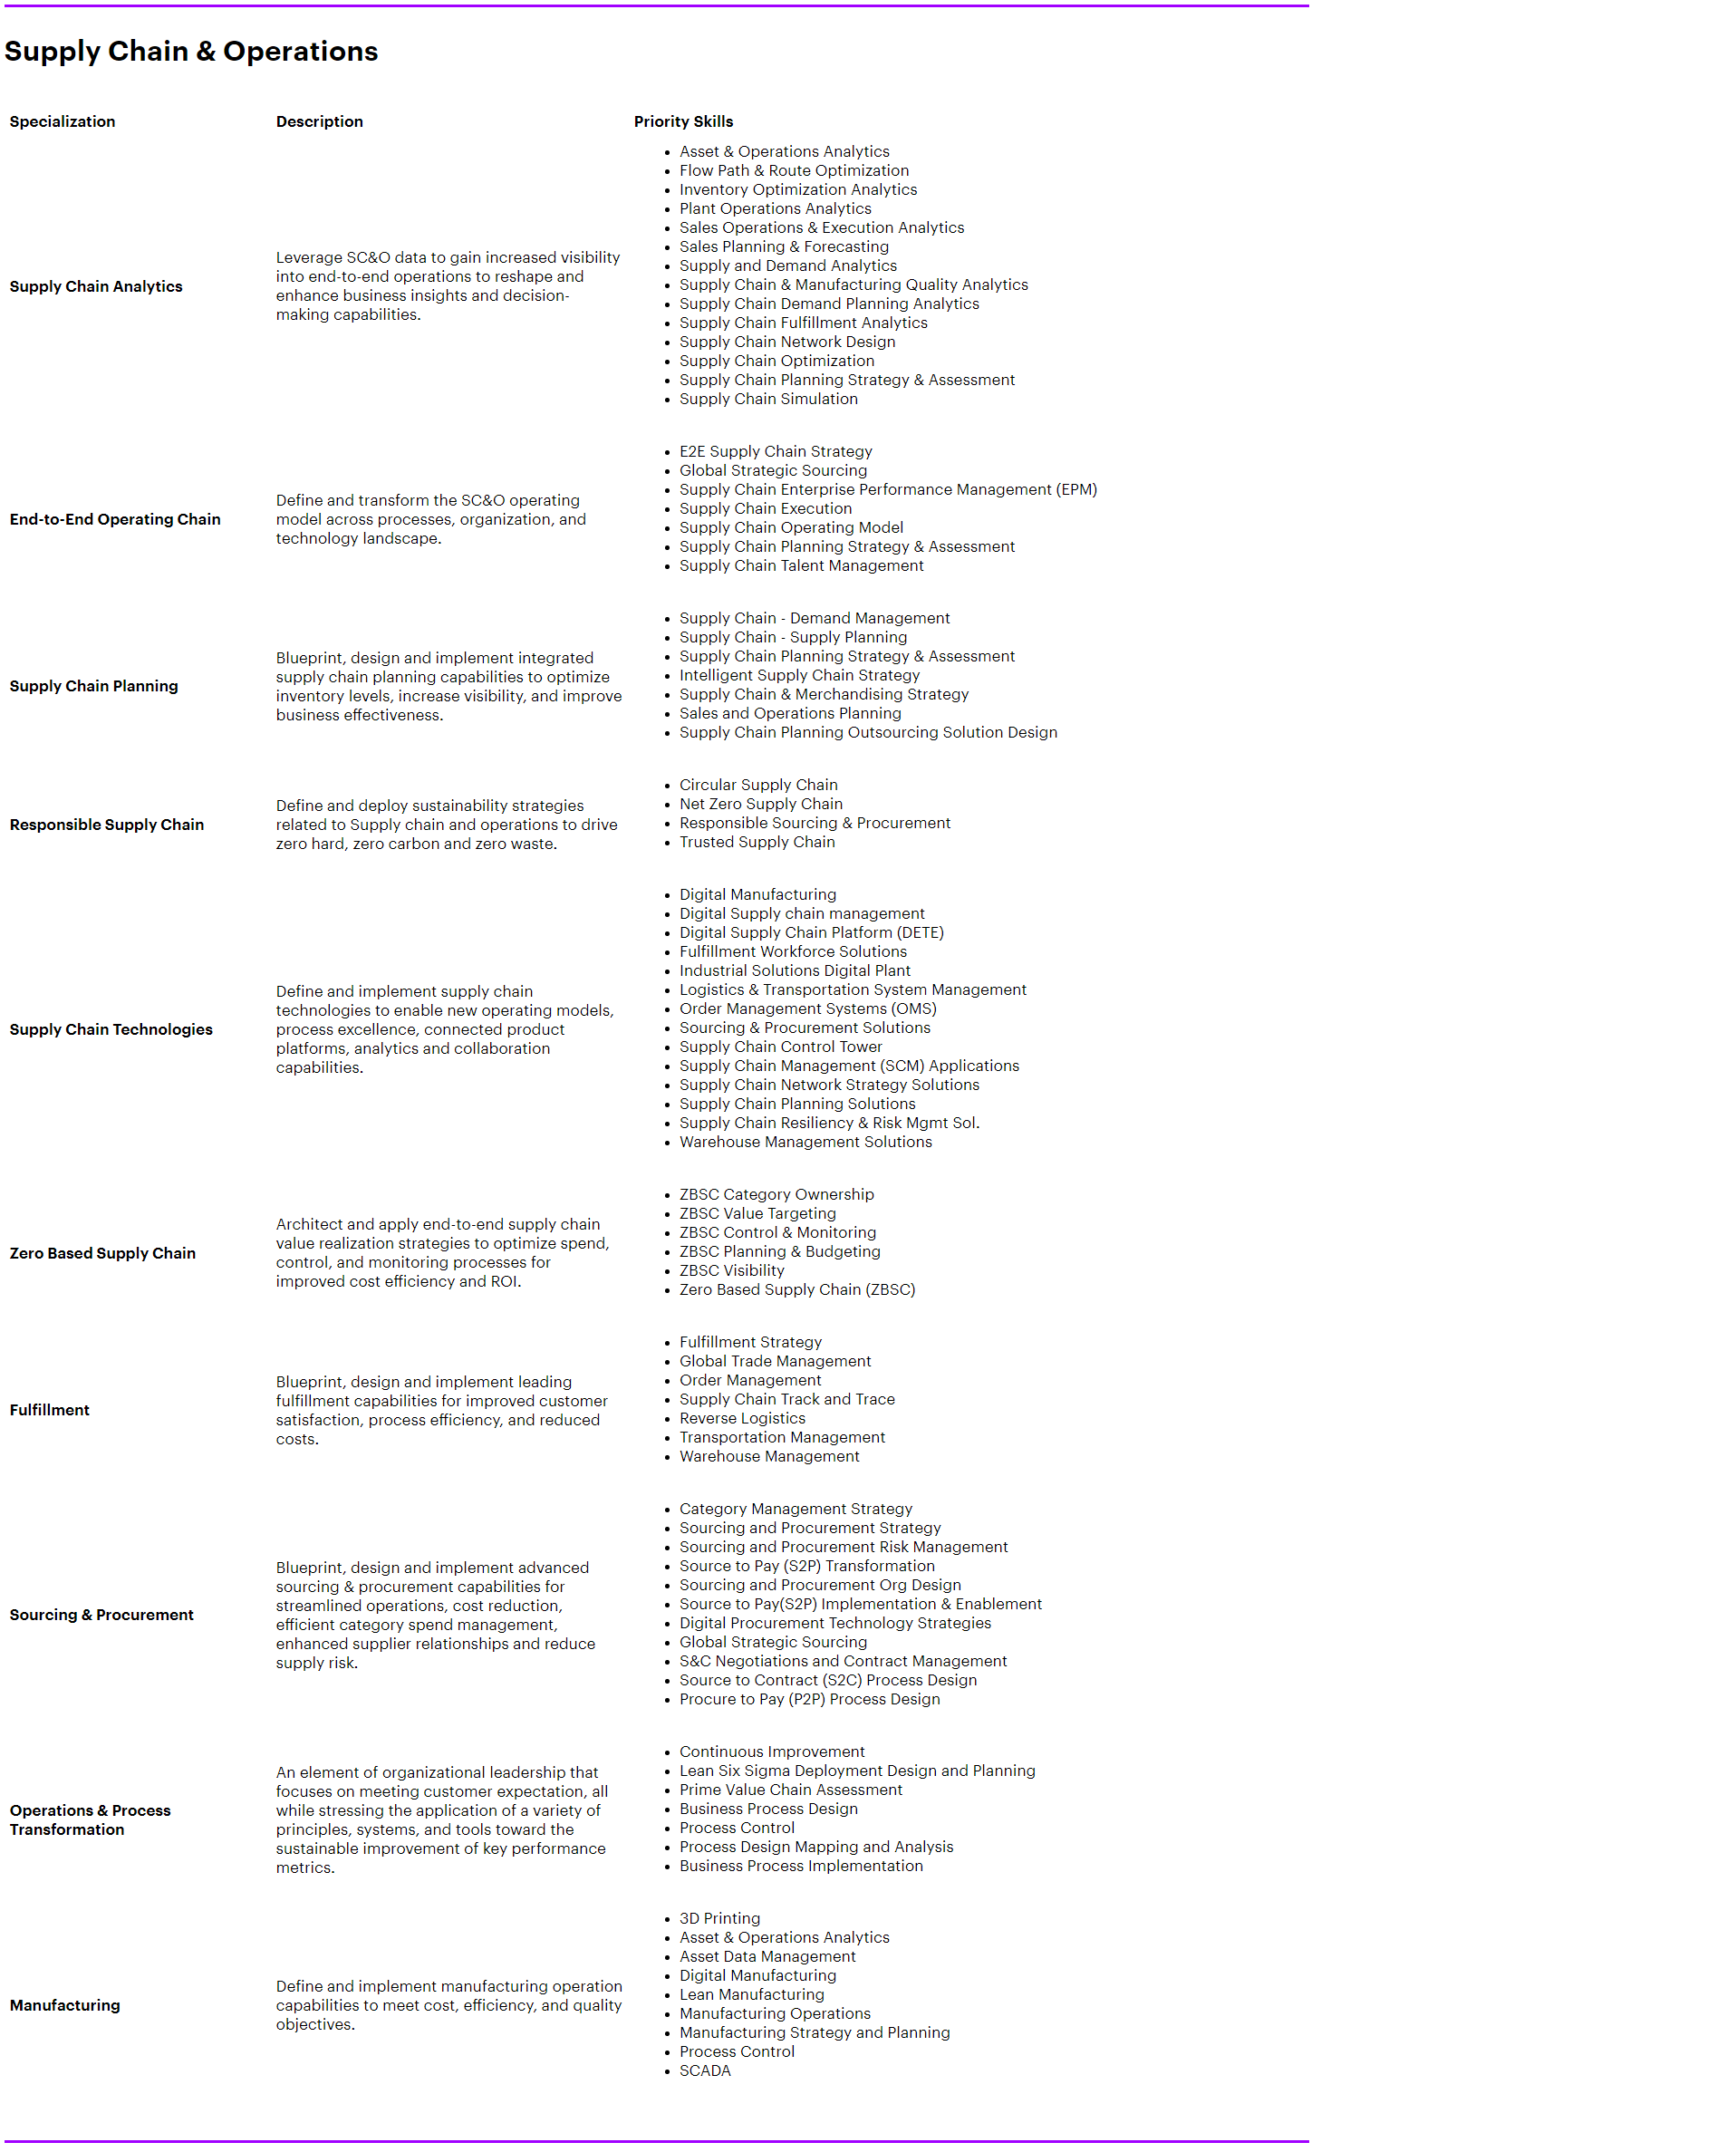 Supply Chain & Operations
Specialization
Description
Priority Skills
Supply Chain Analytics
Leverage SC&O data to gain increased visibility
into end-to-end operations to reshape and
enhance business insights and decision-
making capabilities.
Asset & Operations Analytics
Flow Path & Route Optimization
Inventory Optimization Analytics
Plant Operations Analytics
Sales Operations & Execution Analytics
Sales Planning & Forecasting
Supply and Demand Analytics
Supply Chain & Manufacturing Quality Analytics
Supply Chain Demand Planning Analytics
Supply Chain Fulfillment Analytics
Supply Chain Network Design
Supply Chain Optimization
Supply Chain Planning Strategy & Assessment
Supply Chain Simulation
End-to-End Operating Chain
Define and transform the SC&O operating
model across processes, organization, and
technology landscape.
E2E Supply Chain Strategy
Global Strategic Sourcing
Supply Chain Enterprise Performance Management (EPM)
Supply Chain Execution
Supply Chain Operating Model
Supply Chain Planning Strategy & Assessment
Supply Chain Talent Management
Supply Chain Planning
Blueprint, design and implement integrated
supply chain planning capabilities to optimize
inventory levels, increase visibility, and improve
business effectiveness.
Supply Chain - Demand Management
Supply Chain - Supply Planning
Supply Chain Planning Strategy & Assessment
Intelligent Supply Chain Strategy
Supply Chain & Merchandising Strategy
Sales and Operations Planning
Supply Chain Planning Outsourcing Solution Design
Responsible Supply Chain
Define and deploy sustainability strategies
related to Supply chain and operations to drive
zero hard, zero carbon and zero waste.
Circular Supply Chain
Net Zero Supply Chain
Responsible Sourcing & Procurement
Trusted Supply Chain
Supply Chain Technologies
Define and implement supply chain
technologies to enable new operating models,
process excellence, connected product
platforms, analytics and collaboration
capabilities.
Digital Manufacturing
Digital Supply chain management
Digital Supply Chain Platform (DETE)
Fulfillment Workforce Solutions
Industrial Solutions Digital Plant
Logistics & Transportation System Management
Order Management Systems (OMS)
Sourcing & Procurement Solutions
Supply Chain Control Tower
Supply Chain Management (SCM) Applications
Supply Chain Network Strategy Solutions
Supply Chain Planning Solutions
Supply Chain Resiliency & Risk Mgmt Sol.
Warehouse Management Solutions
Zero Based Supply Chain
Architect and apply end-to-end supply chain
value realization strategies to optimize spend,
control, and monitoring processes for
improved cost efficiency and ROI.
ZBSC Category Ownership
ZBSC Value Targeting
ZBSC Control & Monitoring
ZBSC Planning & Budgeting
ZBSC Visibility
Zero Based Supply Chain (ZBSC)
Fulfillment
Blueprint, design and implement leading
fulfillment capabilities for improved customer
satisfaction, process efficiency, and reduced
costs.
Fulfillment Strategy
Global Trade Management
Order Management
Supply Chain Track and Trace
Reverse Logistics
Transportation Management
Warehouse Management
Sourcing & Procurement
Blueprint, design and implement advanced
sourcing & procurement capabilities for
streamlined operations, cost reduction,
efficient category spend management,
enhanced supplier relationships and reduce
supply risk.
Category Management Strategy
Sourcing and Procurement Strategy
Sourcing and Procurement Risk Management
Source to Pay (S2P) Transformation
Sourcing and Procurement Org Design
Source to Pay(S2P) Implementation & Enablement
Digital Procurement Technology Strategies
Global Strategic Sourcing
S&C Negotiations and Contract Management
Source to Contract (S2C) Process Design
Procure to Pay (P2P) Process Design
Operations & Process
Transformation
An element of organizational leadership that
focuses on meeting customer expectation, all
while stressing the application of a variety of
principles, systems, and tools toward the
sustainable improvement of key performance
metrics.
Continuous Improvement
Lean Six Sigma Deployment Design and Planning
Prime Value Chain Assessment
Business Process Design
Process Control
Process Design Mapping and Analysis
Business Process Implementation
Manufacturing
Define and implement manufacturing operation
capabilities to meet cost, efficiency, and quality
objectives.
3D Printing
Asset & Operations Analytics
Asset Data Management
Digital Manufacturing
Lean Manufacturing
Manufacturing Operations
Manufacturing Strategy and Planning
Process Control
SCADA